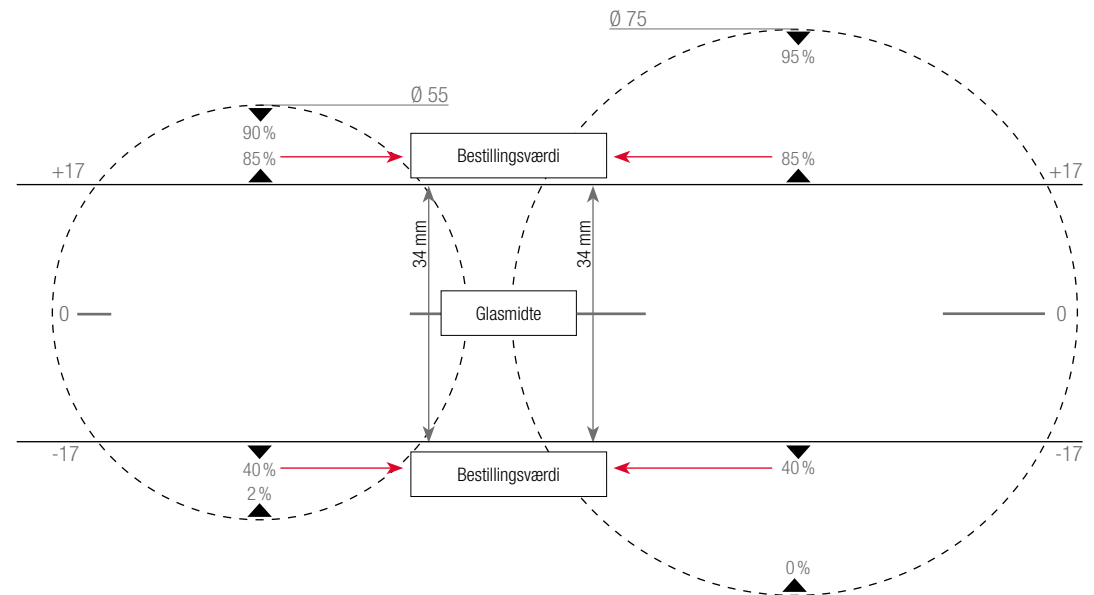 Ø 75
95 %
Ø 55
90 %
85 %
Bestillingsværdi
85 %
+17
+17
34 mm
34 mm
0
Glasmidte
0
-17
-17
40 %
Bestillingsværdi
40 %
2 %
0 %